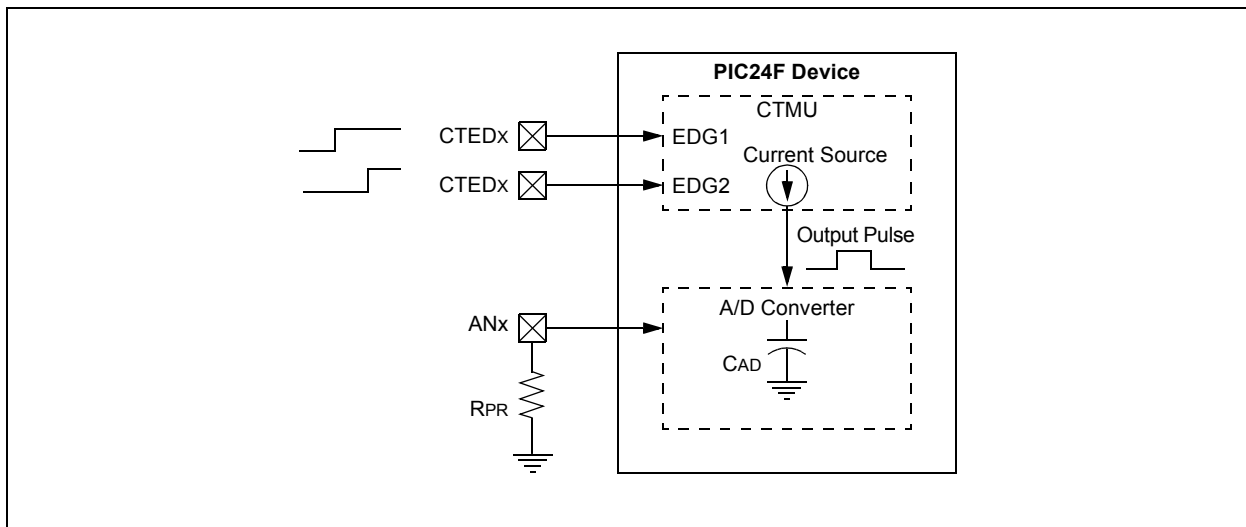 PIC24F Device
CTMU
CTEDx
EDG1
Current Source
CTEDx
EDG2
Output Pulse
A/D Converter
ANx
CAD
RPR